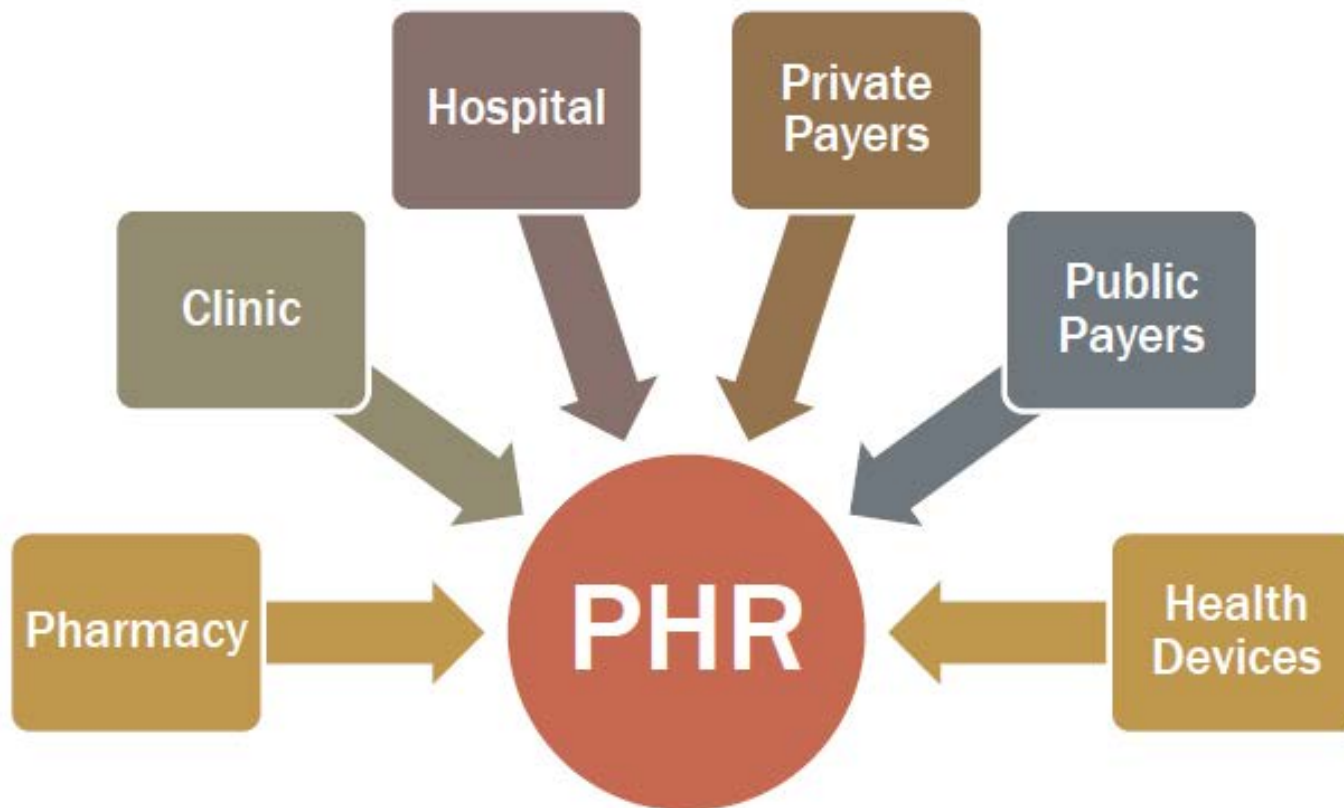 Hospital
Private
Payers
Clinic
Public
Payers
Pharmacy
PHR
Health
Devices